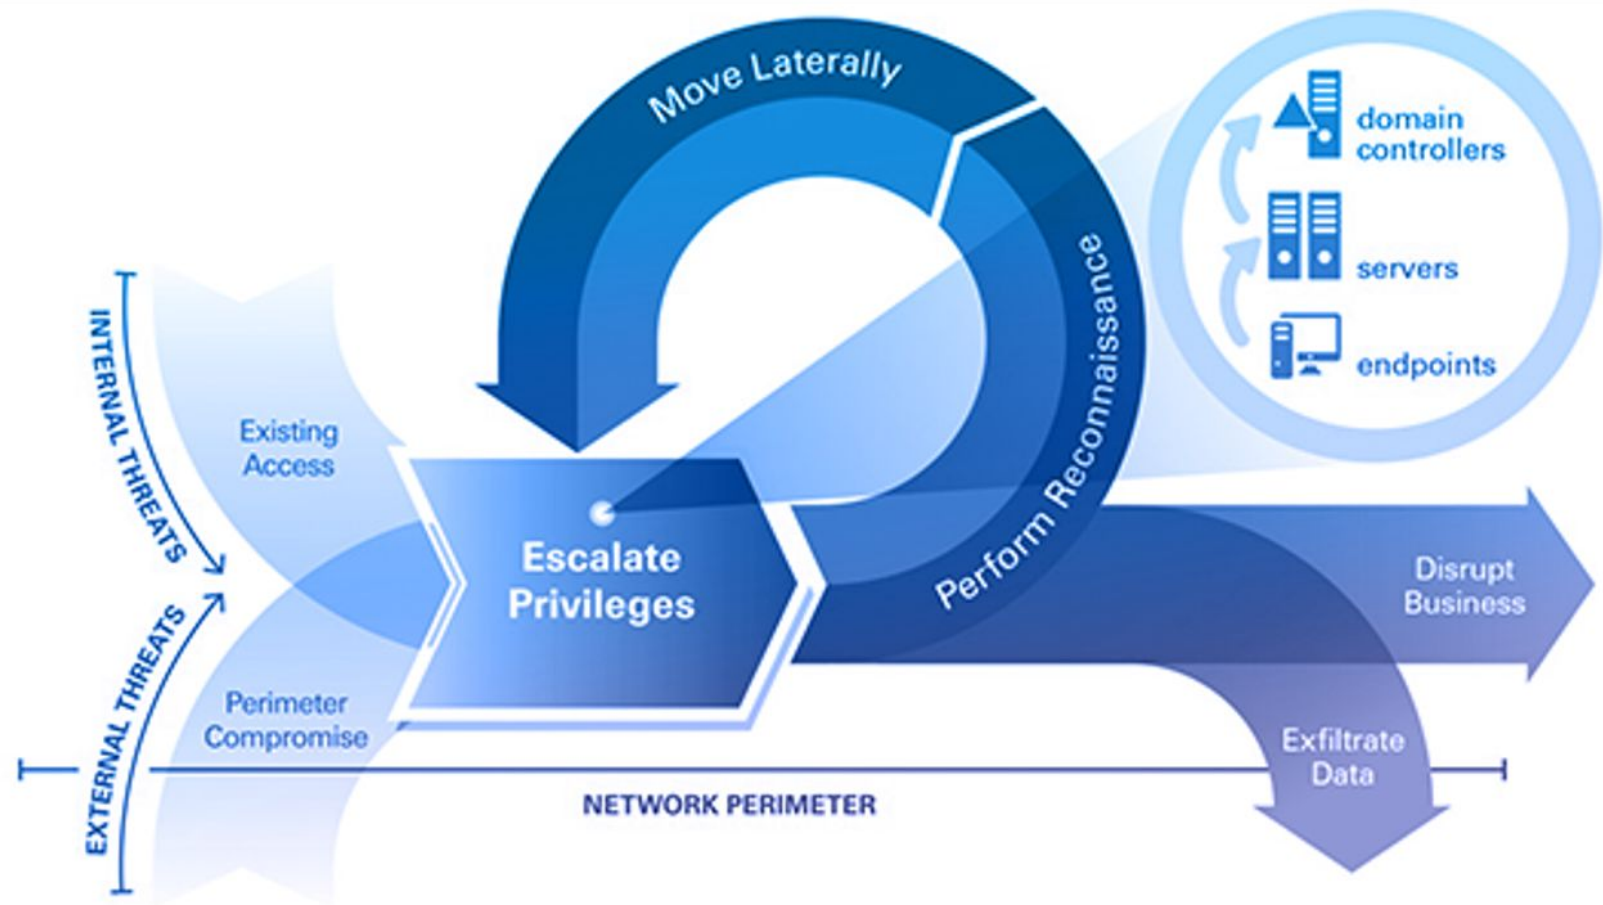 Move Laterally
domain
controllers
servers
endpoints
Perform Reconnaissance
INTERNAL THREATS
Existing
Access
Escalate
Privileges
Disrupt
Business
EXTERNAL THREATS
Perimeter
Compromise
Exfiltrate
Data
NETWORK PERIMETER